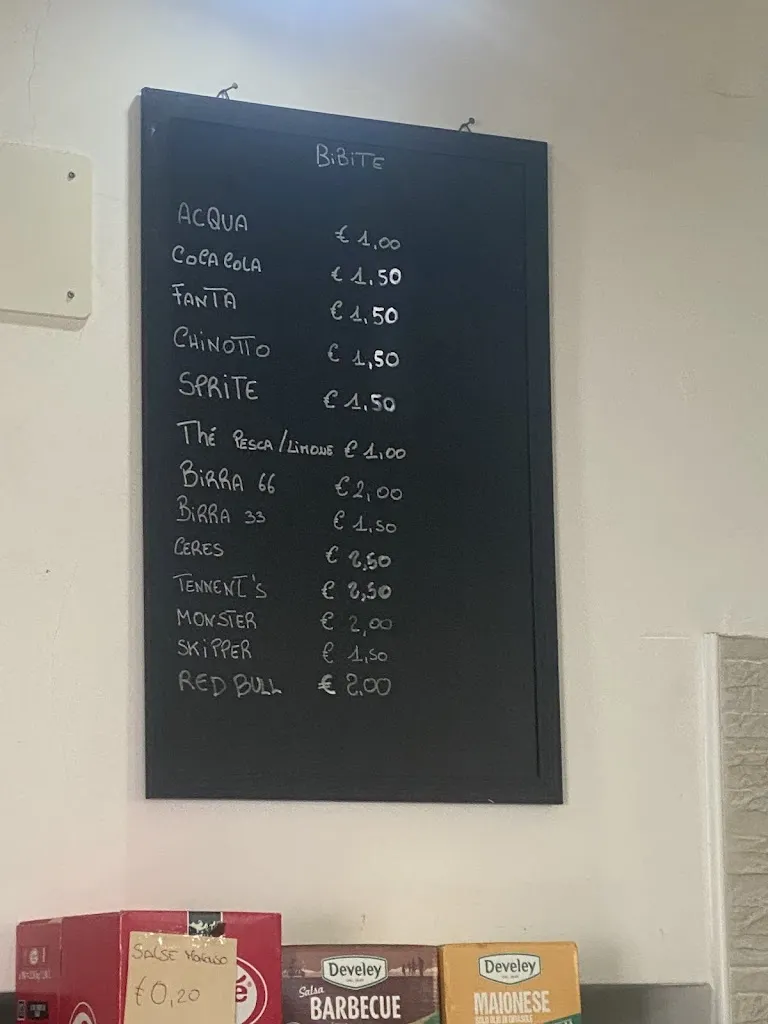 BiBiTE
ACQUA € 1,00
COCA COLA € 1.50
FANTA € 1.50
CHINOTTO € 1,50
SPRiTE € 1.50
Thé PESCA/LIMONE € 1,00
BiRRA 66 € 2,00
BiRRA 33 € 1,50
CERES € 2,50
TENNENT'S € 2,50
MONSTER € 2,00
SKiPPER € 1,50
RED BULL € 2.00
SALSE
€0,20
é
Develey
Salsa
BARBECUE
Develey
MAIONESE